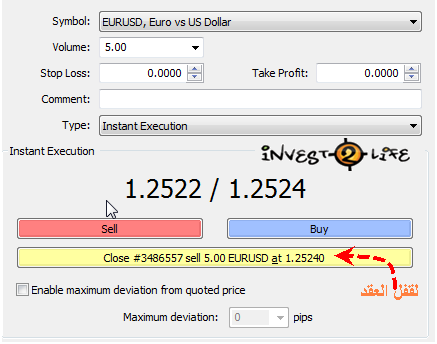 Symbol: EURUSD, Euro vs US Dollar
Volume: 5.00
Stop Loss: 0.0000 Take Profit: 0.0000
Comment:
Type: Instant Execution
Instant Execution
INVEST-2-LIFE
1.2522 / 1.2524
Sell Buy
Close #3486557 sell 5.00 EURUSD at 1.25240
Enable maximum deviation from quoted price
لقفل العقد
Maximum deviation: 0 pips